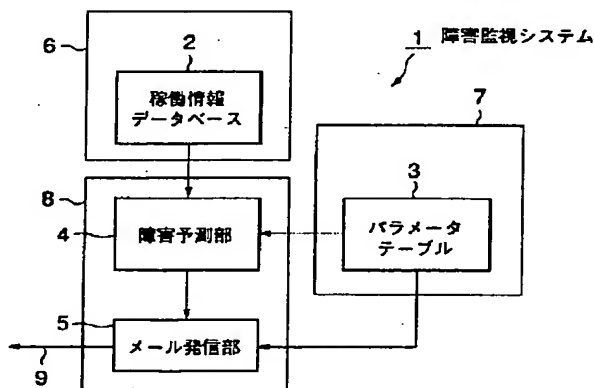 1 障害監視システム
6
2
稼働情報
データベース
7
3
パラメータ
テーブル
8
4
障害予測部
5
メール発信部
9